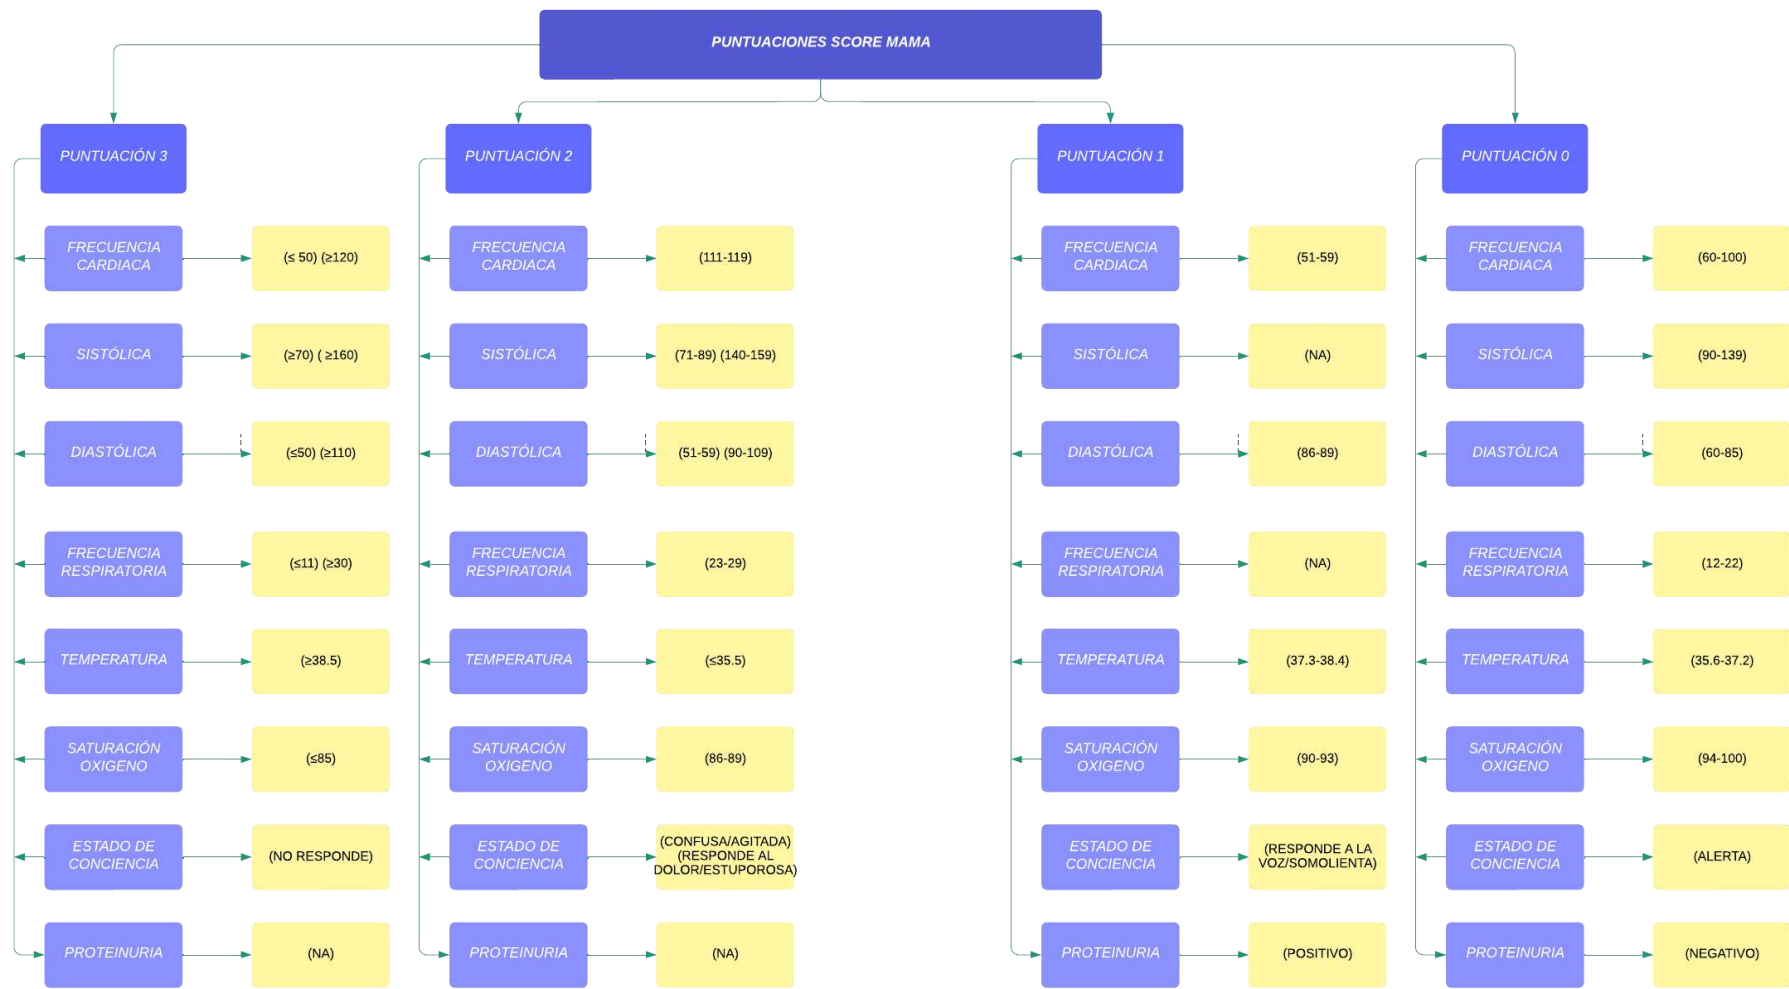 PUNTUACIONES SCORE MAMA
PUNTUACIÓN 3
FRECUENCIA
CARDIACA
(≤ 50) (≥120)
SISTÓLICA
(≥70) ( ≥160)
DIASTÓLICA
(≤50) (≥110)
FRECUENCIA
RESPIRATORIA
(≤11) (≥30)
TEMPERATURA
(≥38.5)
SATURACIÓN
OXIGENO
(≤85)
ESTADO DE
CONCIENCIA
(NO RESPONDE)
PROTEINURIA
(NA)
PUNTUACIÓN 2
FRECUENCIA
CARDIACA
(111-119)
SISTÓLICA
(71-89) (140-159)
DIASTÓLICA
(51-59) (90-109)
FRECUENCIA
RESPIRATORIA
(23-29)
TEMPERATURA
(≤35.5)
SATURACIÓN
OXIGENO
(86-89)
ESTADO DE
CONCIENCIA
(CONFUSA/AGITADA)
(RESPONDE AL
DOLOR/ESTUPOROSA)
PROTEINURIA
(NA)
PUNTUACIÓN 1
FRECUENCIA
CARDIACA
(51-59)
SISTÓLICA
(NA)
DIASTÓLICA
(86-89)
FRECUENCIA
RESPIRATORIA
(NA)
TEMPERATURA
(37.3-38.4)
SATURACIÓN
OXIGENO
(90-93)
ESTADO DE
CONCIENCIA
(RESPONDE A LA
VOZ/SOMOLIENTA)
PROTEINURIA
(POSITIVO)
PUNTUACIÓN 0
FRECUENCIA
CARDIACA
(60-100)
SISTÓLICA
(90-139)
DIASTÓLICA
(60-85)
FRECUENCIA
RESPIRATORIA
(12-22)
TEMPERATURA
(35.6-37.2)
SATURACIÓN
OXIGENO
(94-100)
ESTADO DE
CONCIENCIA
(ALERTA)
PROTEINURIA
(NEGATIVO)